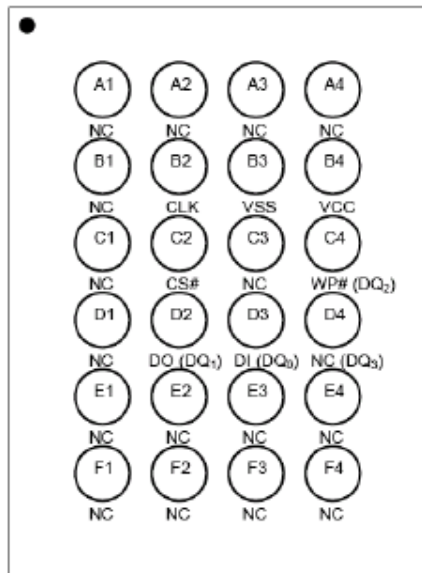 A1 A2 A3 A4
NC NC NC NC
B1 B2 B3 B4
NC CLK VSS VCC
C1 C2 C3 C4
NC CS# NC WP# (DQ₂)
D1 D2 D3 D4
NC DO (DQ₁) DI (DQ₀) NC (DQ₃)
E1 E2 E3 E4
NC NC NC NC
F1 F2 F3 F4
NC NC NC NC